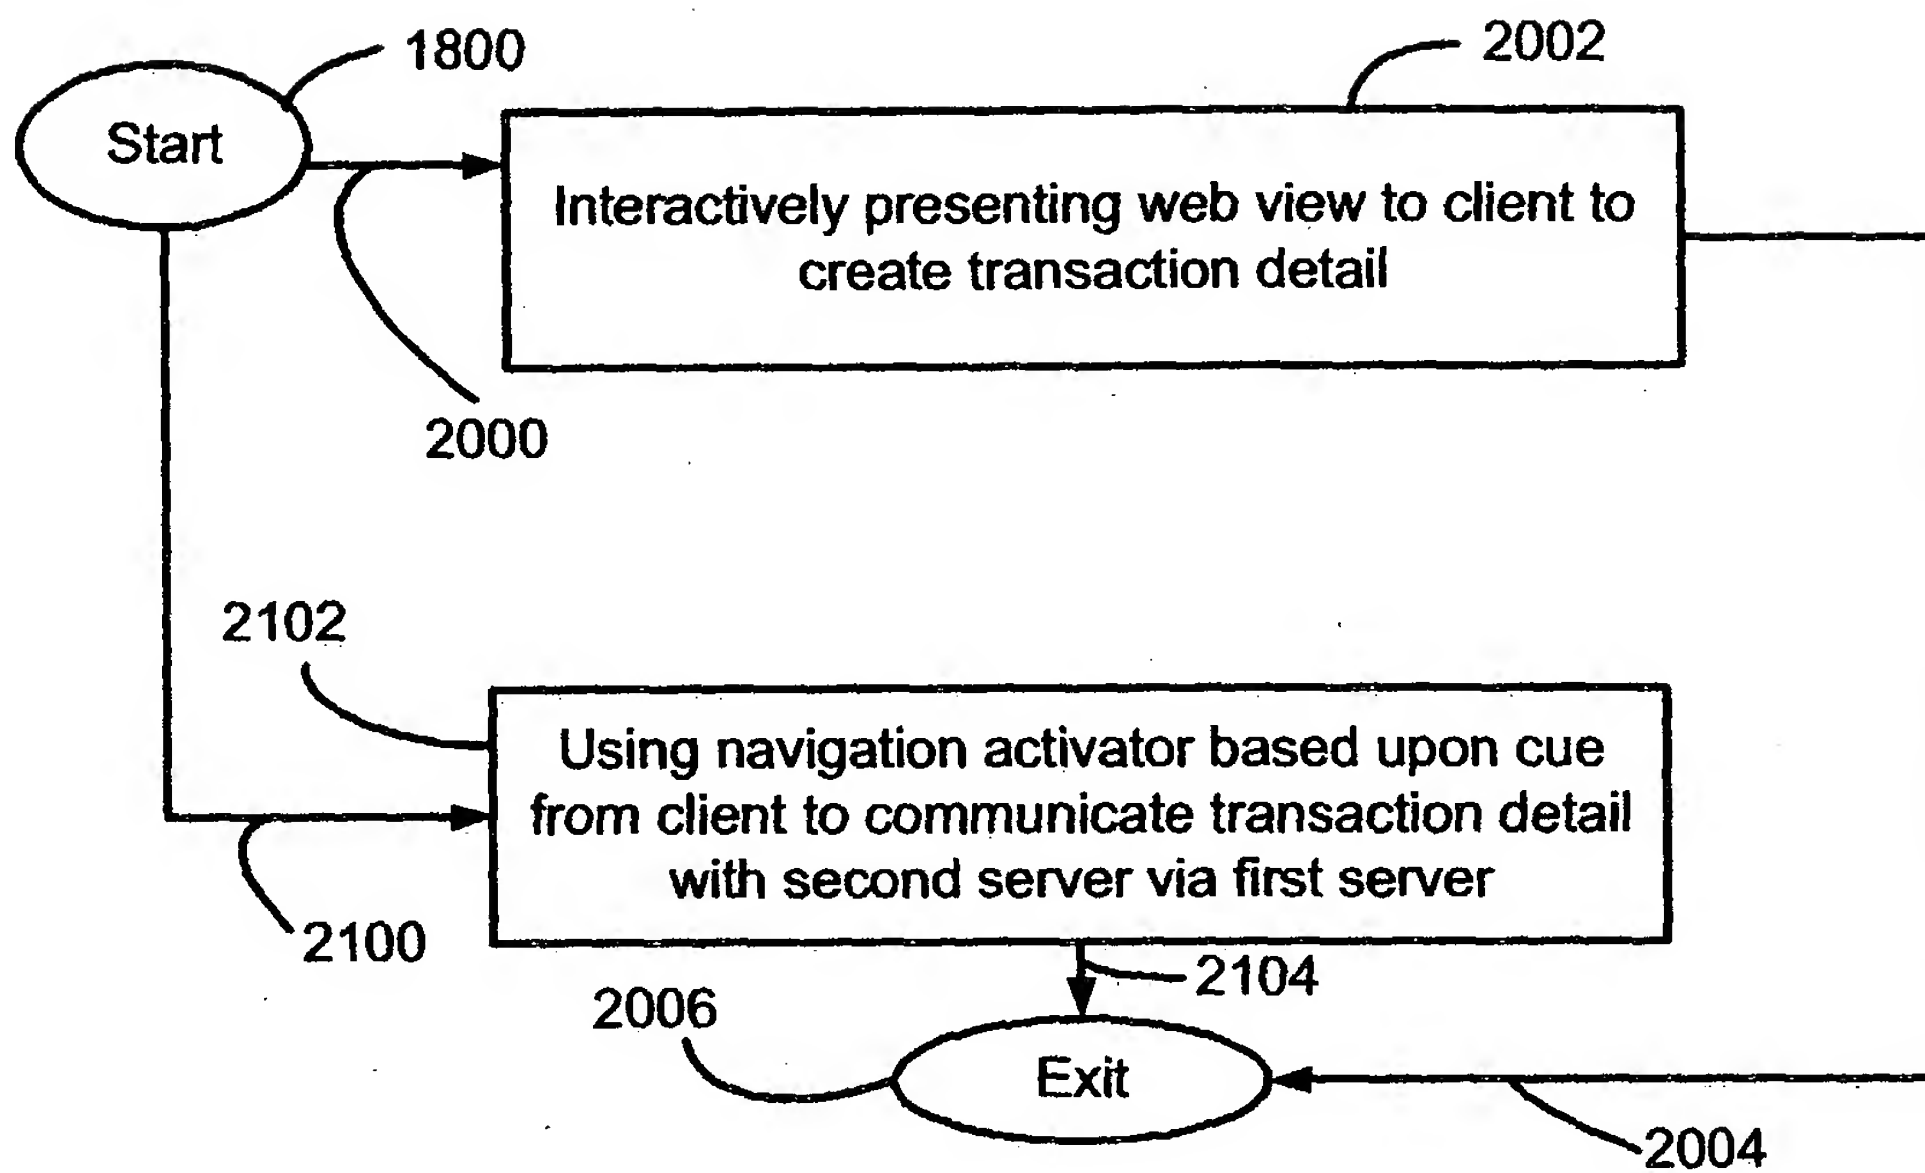 1800
2002
Start
Interactively presenting web view to client to
create transaction detail
2000
2102
Using navigation activator based upon cue
from client to communicate transaction detail
with second server via first server
2100
2104
2006
Exit
2004